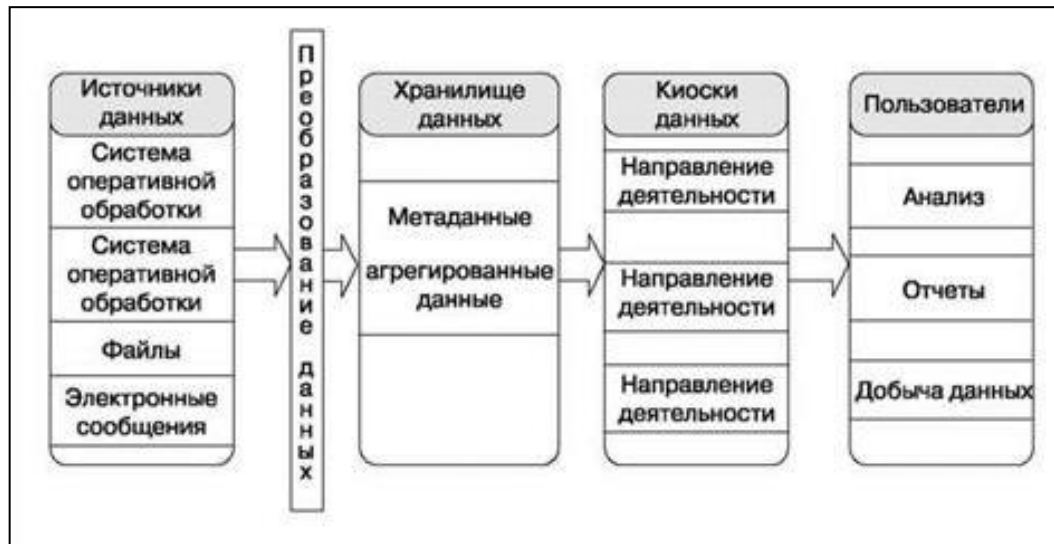 Источники
данных
Система
оперативной
обработки
Система
оперативной
обработки
Файлы
Электронные
сообщения
Преобразование данных
Хранилище
данных
Метаданные
агрегированные
данные
Киоски
данных
Направление
деятельности
Направление
деятельности
Направление
деятельности
Пользователи
Анализ
Отчеты
Добыча данных